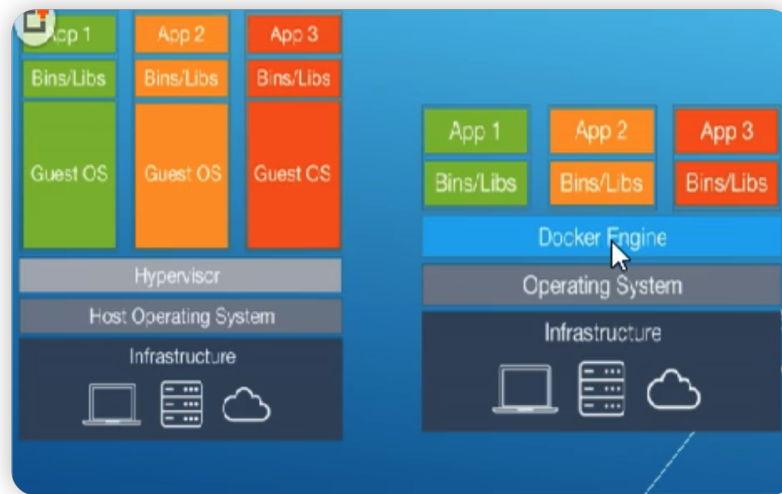 App 1 App 2 App 3
Bins/Libs Bins/Libs Bins/Libs
Guest OS Guest OS Guest OS
Hypervisor
Host Operating System
Infrastructure
App 1 App 2 App 3
Bins/Libs Bins/Libs Bins/Libs
Docker Engine
Operating System
Infrastructure